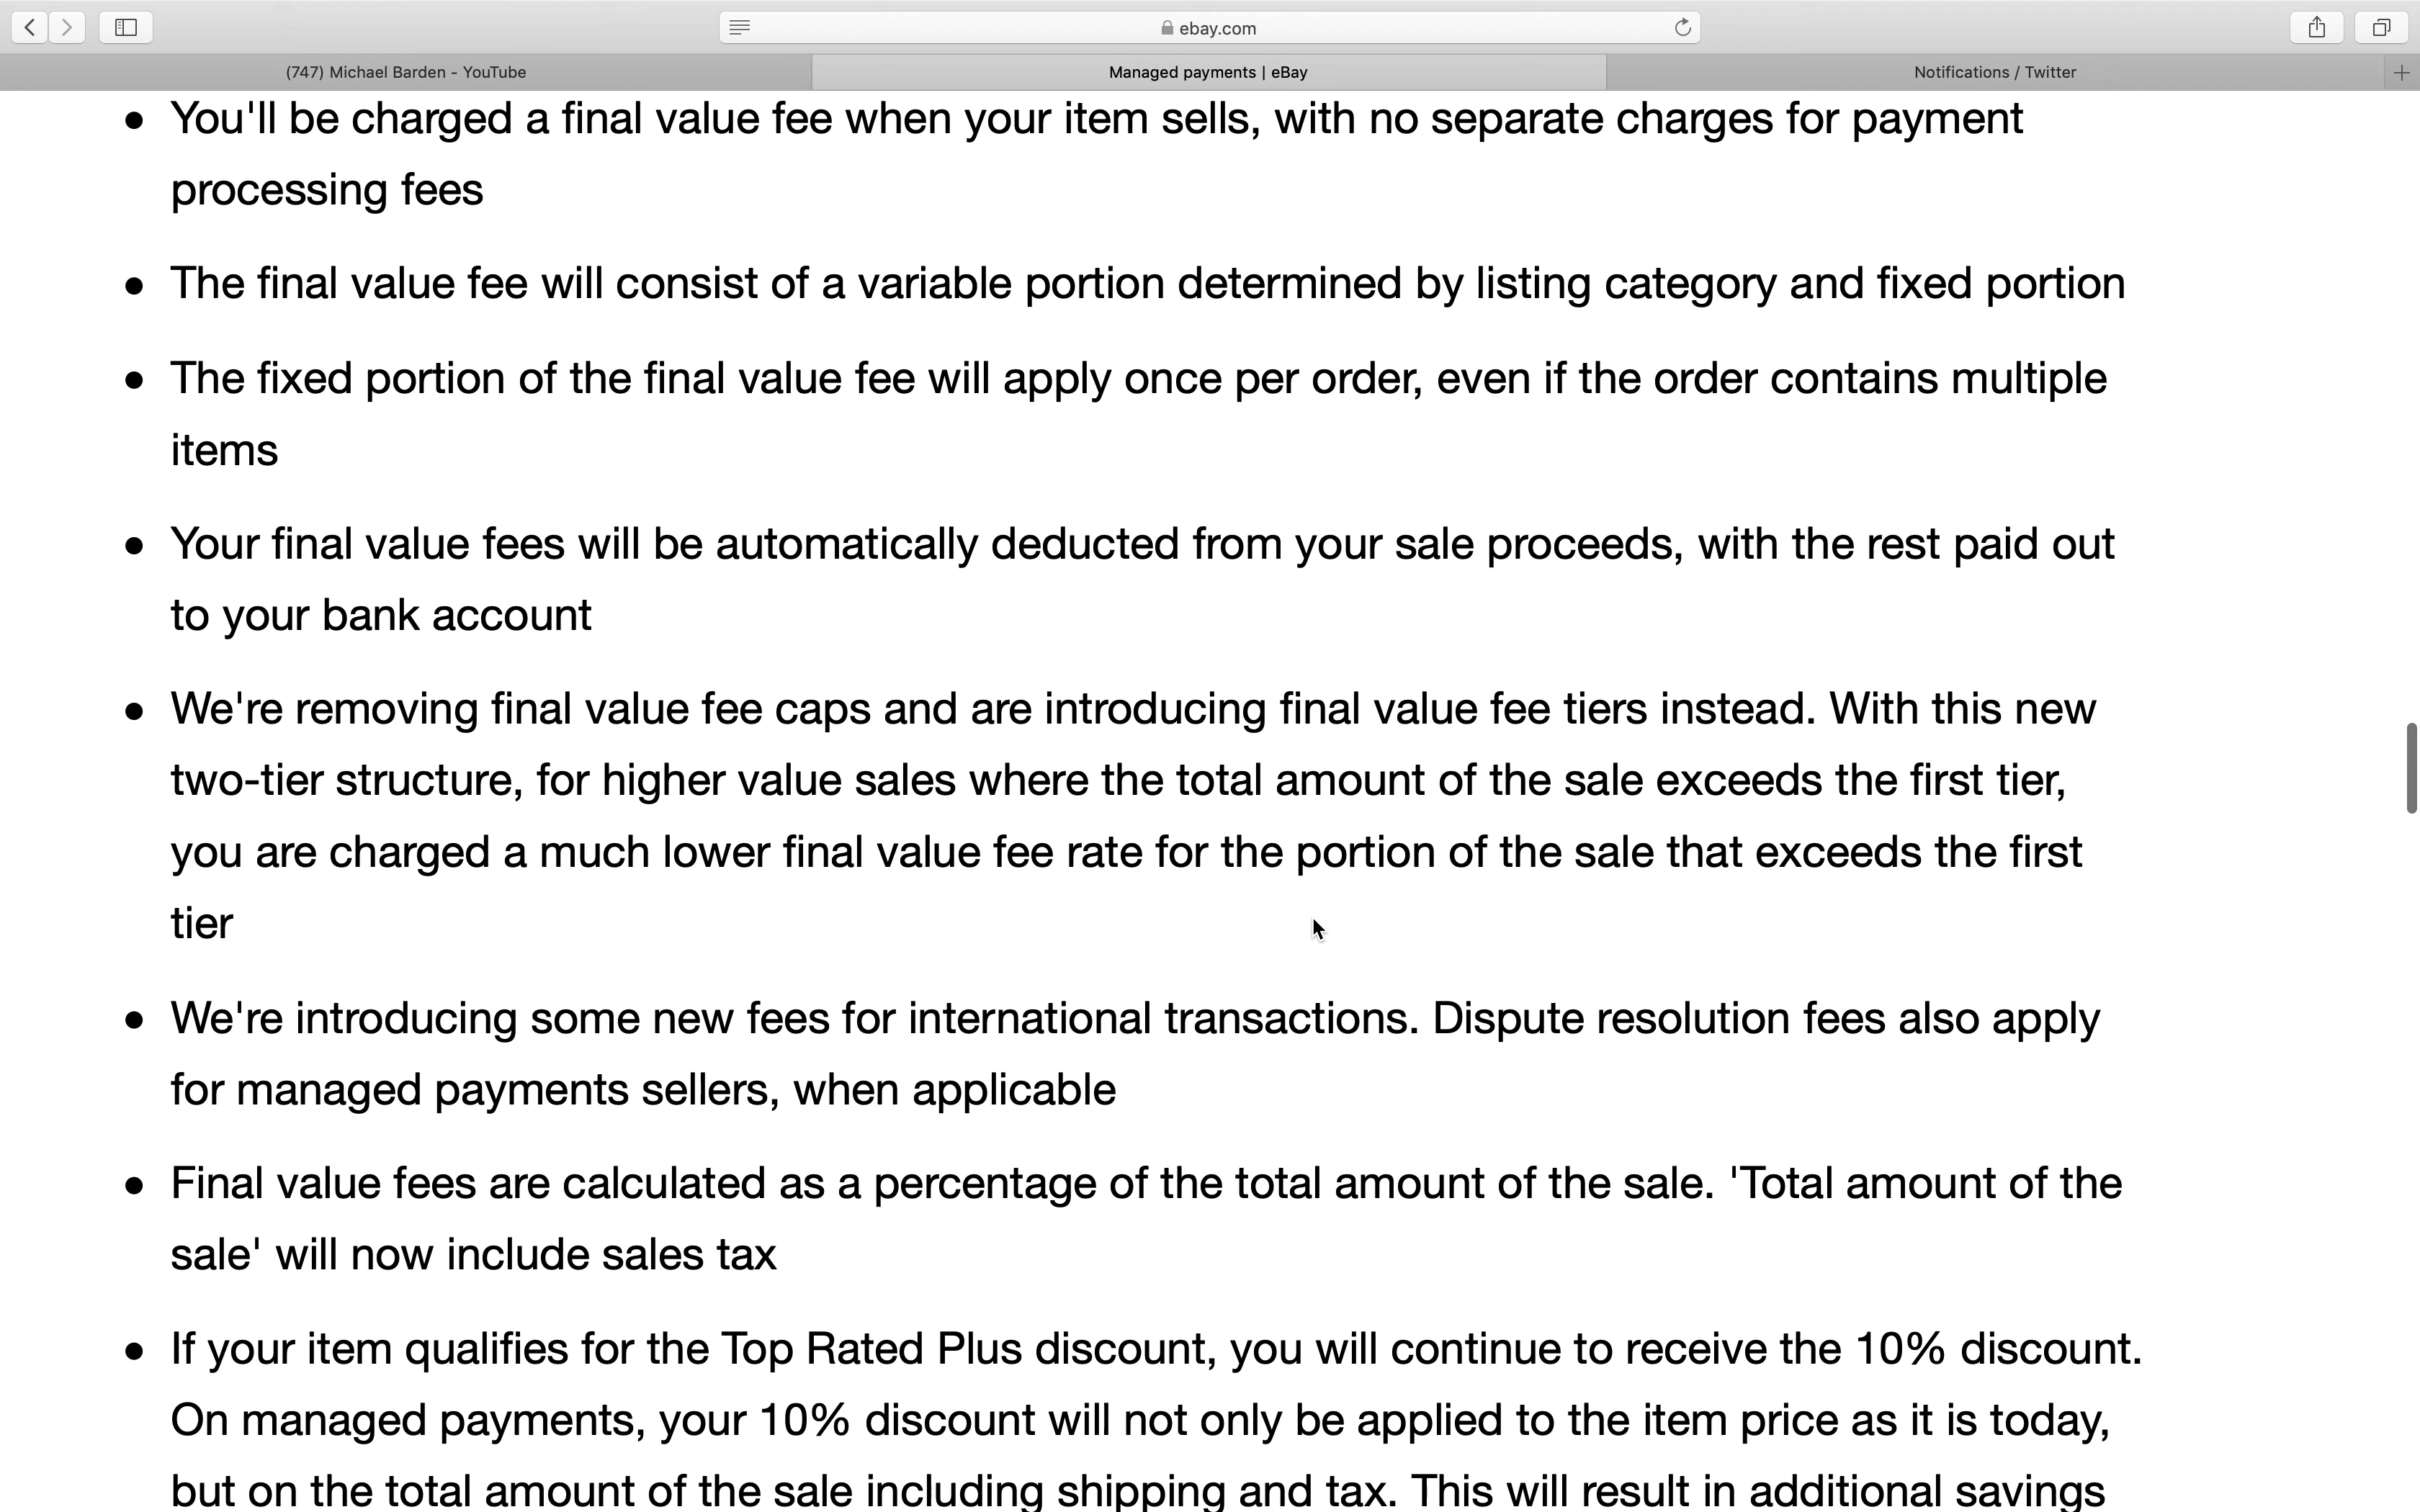 ebay.com
(747) Michael Barden - YouTube
Managed payments | eBay
Notifications / Twitter
• You'll be charged a final value fee when your item sells, with no separate charges for payment
processing fees
• The final value fee will consist of a variable portion determined by listing category and fixed portion
• The fixed portion of the final value fee will apply once per order, even if the order contains multiple
items
• Your final value fees will be automatically deducted from your sale proceeds, with the rest paid out
to your bank account
• We're removing final value fee caps and are introducing final value fee tiers instead. With this new
two-tier structure, for higher value sales where the total amount of the sale exceeds the first tier,
you are charged a much lower final value fee rate for the portion of the sale that exceeds the first
tier
• We're introducing some new fees for international transactions. Dispute resolution fees also apply
for managed payments sellers, when applicable
• Final value fees are calculated as a percentage of the total amount of the sale. 'Total amount of the
sale' will now include sales tax
• If your item qualifies for the Top Rated Plus discount, you will continue to receive the 10% discount.
On managed payments, your 10% discount will not only be applied to the item price as it is today,
but on the total amount of the sale including shipping and tax. This will result in additional savings